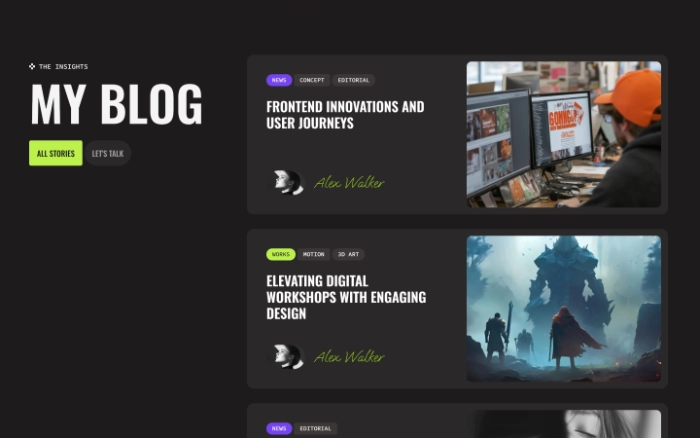 THE INSIGHTS
MY BLOG
ALL STORIES
LET'S TALK
NEWS CONCEPT EDITORIAL
FRONTEND INNOVATIONS AND
USER JOURNEYS
Alex Walker
WORKS MOTION 3D ART
ELEVATING DIGITAL
WORKSHOPS WITH ENGAGING
DESIGN
Alex Walker
NEWS EDITORIAL